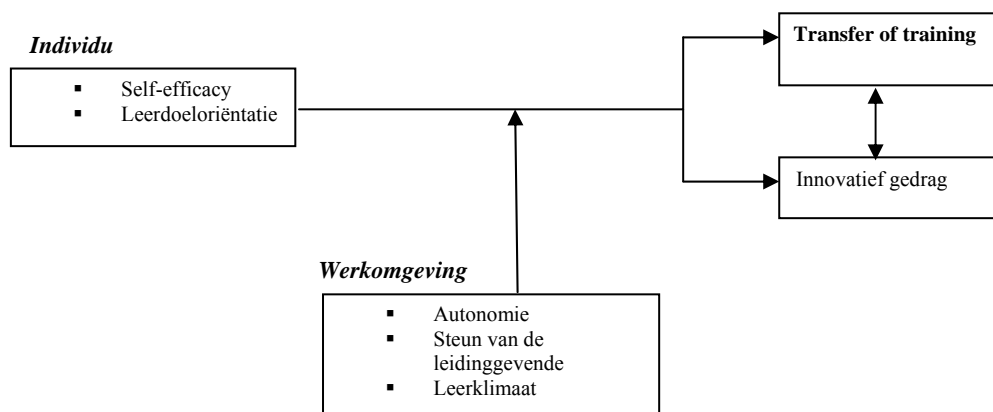 Individu
▪ Self-efficacy
▪ Leerdoeloriëntatie
Transfer of training
Innovatief gedrag
Werkomgeving
▪ Autonomie
▪ Steun van de
leidinggevende
▪ Leerklimaat